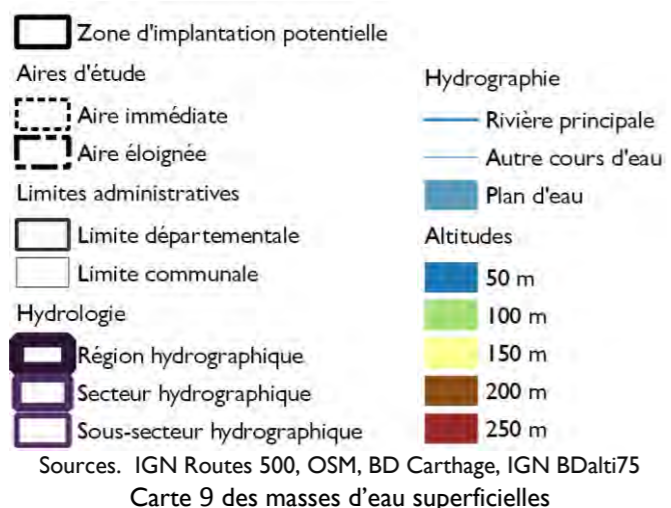 Zone d'implantation potentielle
Aires d'étude
Aire immédiate
Aire éloignée
Limites administratives
Limite départementale
Limite communale
Hydrologie
Région hydrographique
Secteur hydrographique
Sous-secteur hydrographique
Hydrographie
Rivière principale
Autre cours d'eau
Plan d'eau
Altitudes
50 m
100 m
150 m
200 m
250 m
Sources. IGN Routes 500, OSM, BD Carthage, IGN BDalti75
Carte 9 des masses d'eau superficielles